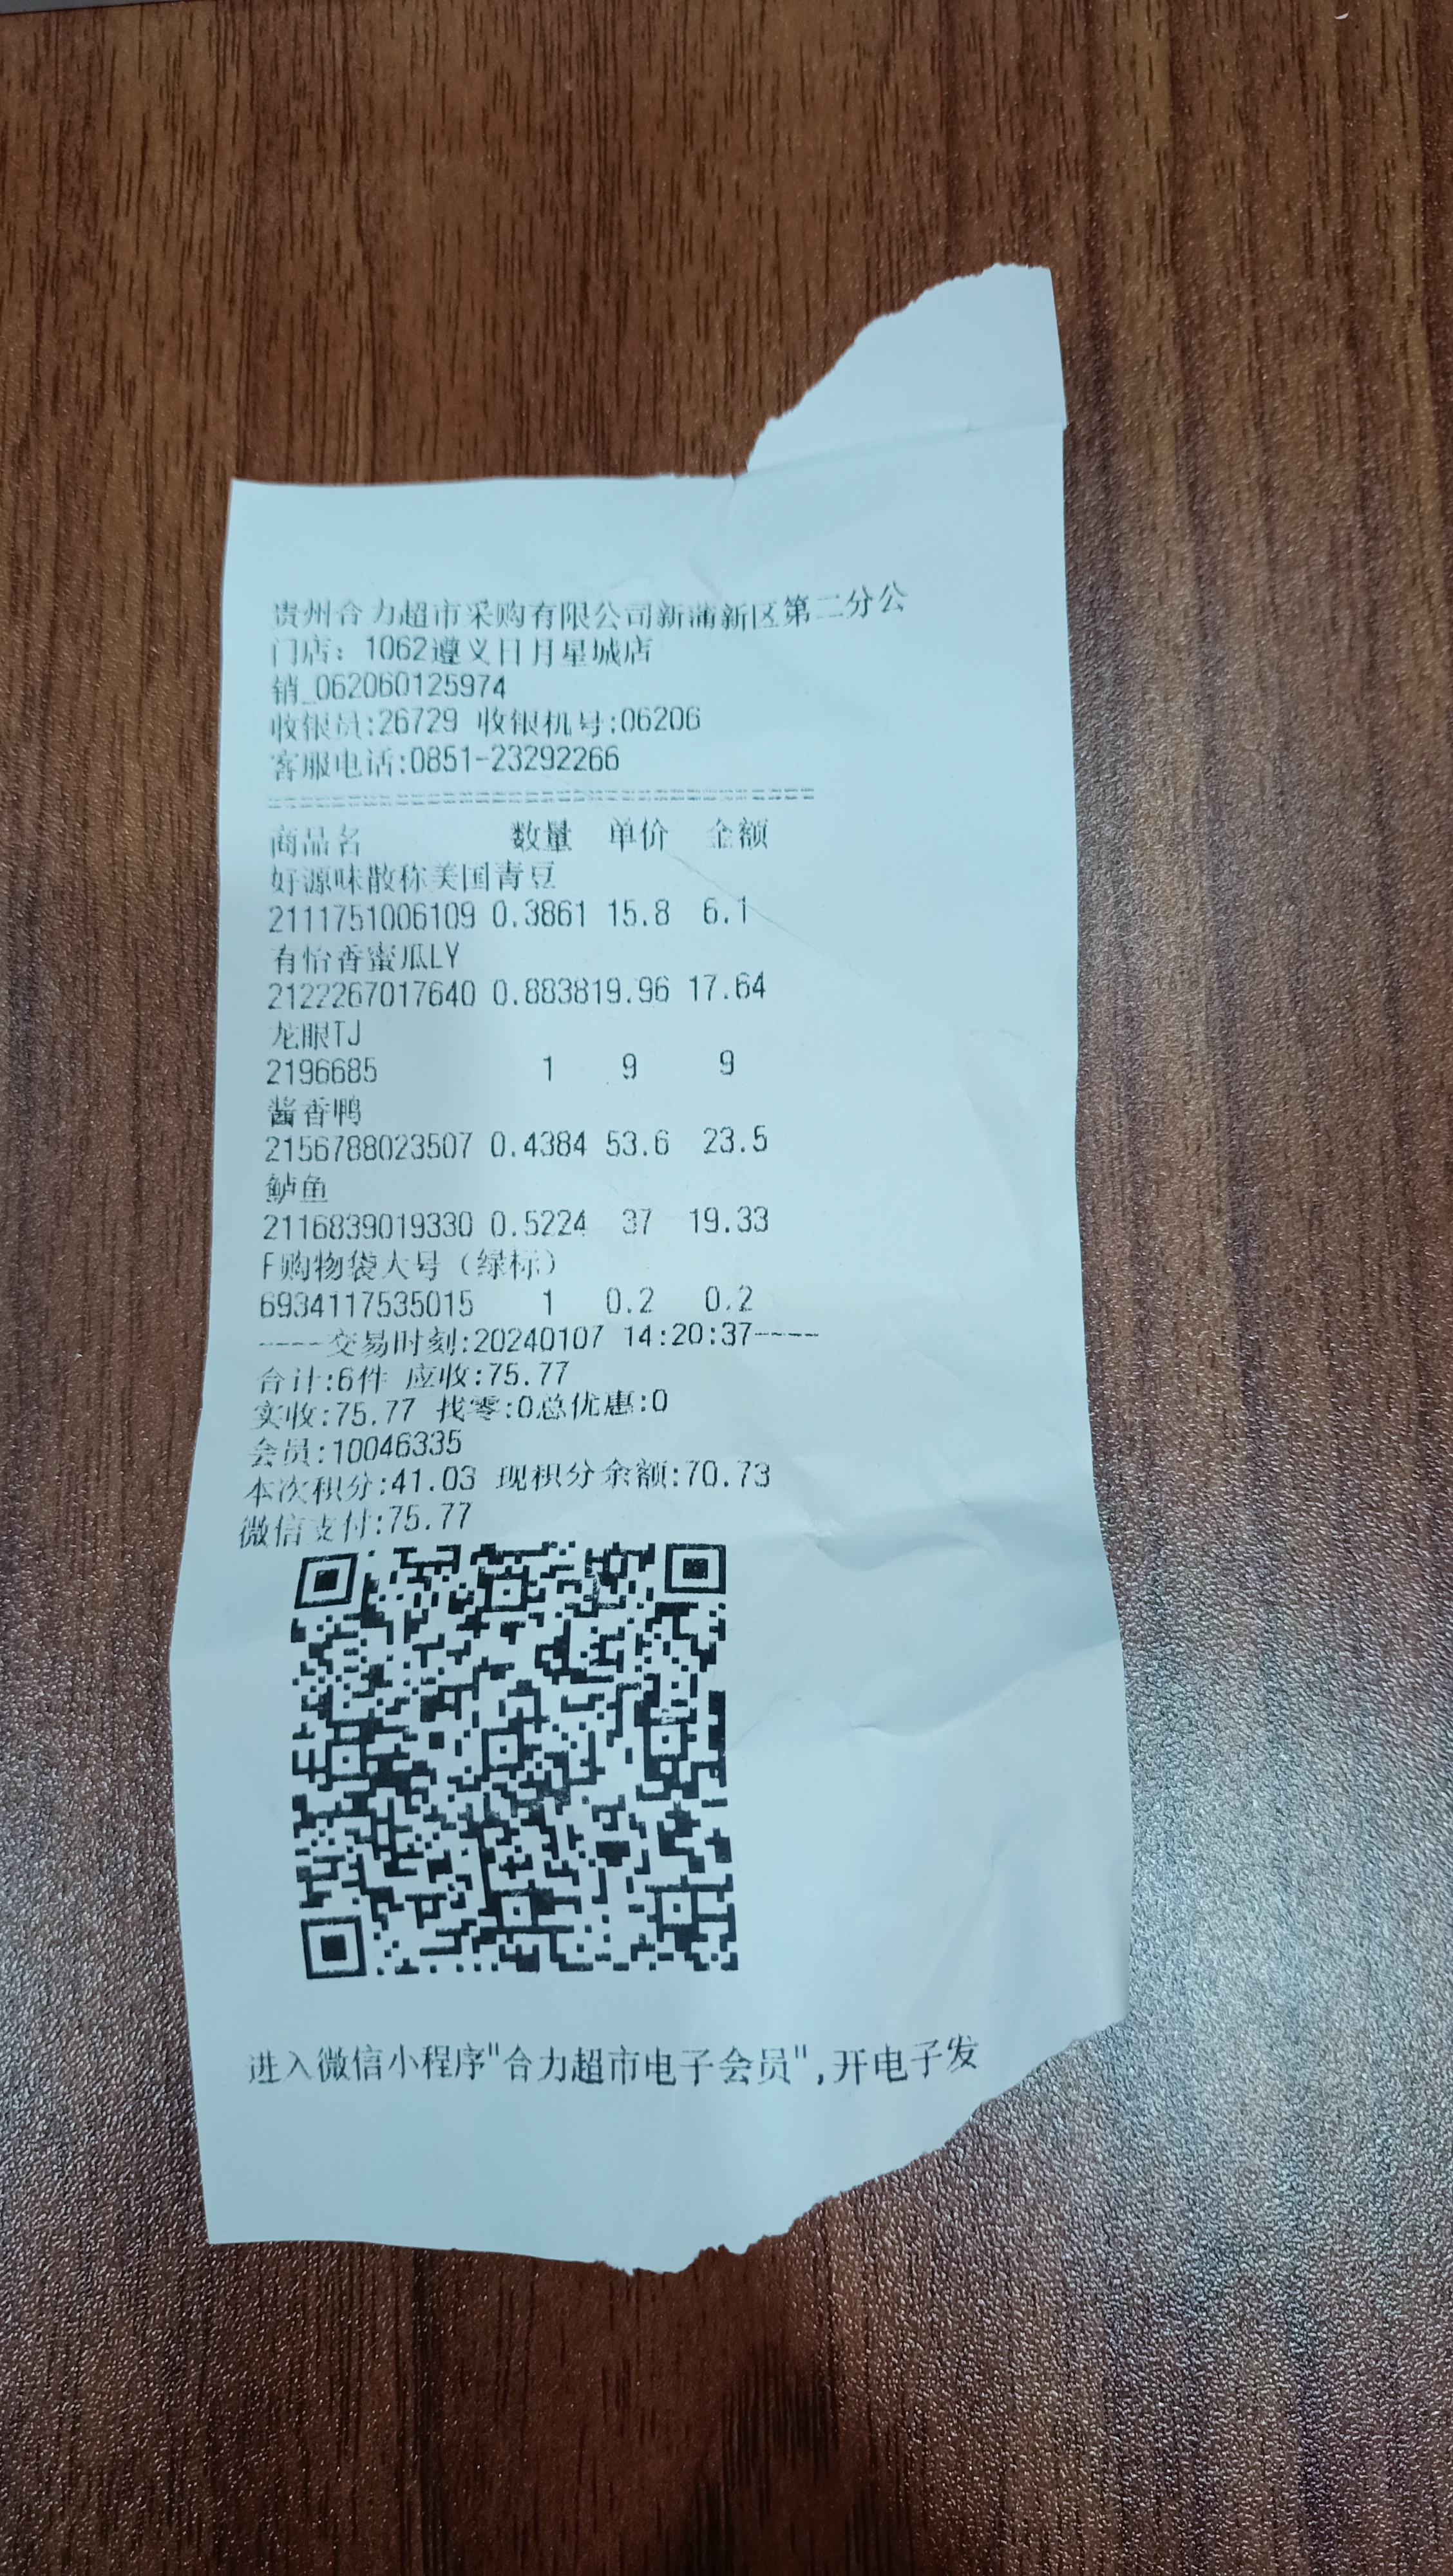 贵州合力超市采购有限公司新蒲新区第二分公
门店: 1062遵义日月星城店
销_062060125974
收银员:26729 收银机号:06206
客服电话:0851-23292266
--------------------------------
商品名 数量 单价 金额
好源味散称美国青豆
2111751006109 0.3861 15.8 6.1
有怡香蜜瓜LY
2122267017640 0.883819.96 17.64
龙眼TJ
2196685 1 9 9
酱香鸭
2156788023507 0.4384 53.6 23.5
鲈鱼
2116839019330 0.5224 37 19.33
F购物袋大号（绿标）
6934117535015 1 0.2 0.2
----交易时刻:20240107 14:20:37----
合计:6件 应收:75.77
实收:75.77 找零:0总优惠:0
会员:10046335
本次积分:41.03 现积分余额:70.73
微信支付:75.77
进入微信小程序"合力超市电子会员",开电子发